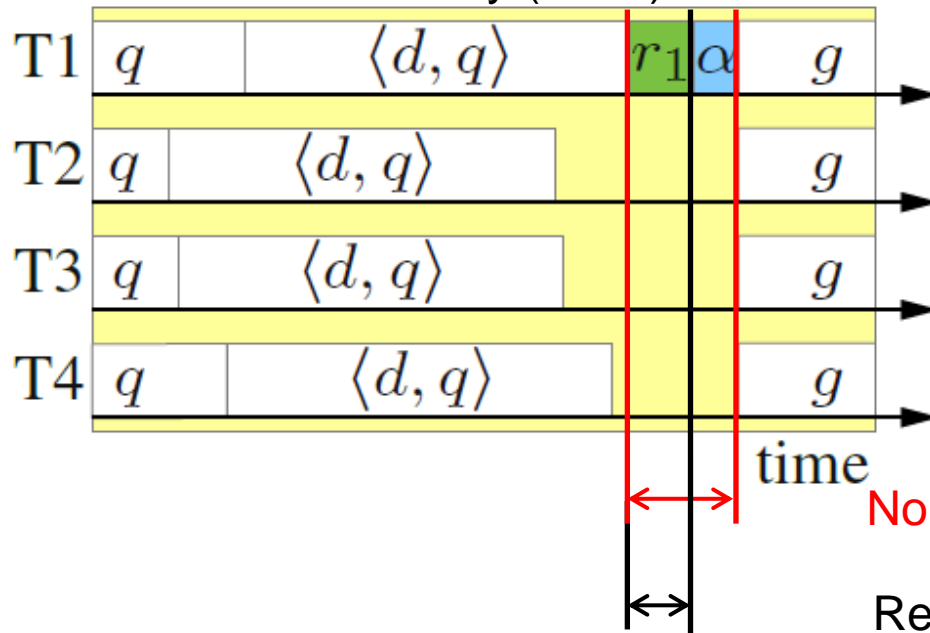 T1 q ⟨d, q⟩ r₁ α g
T2 q ⟨d, q⟩ g
T3 q ⟨d, q⟩ g
T4 q ⟨d, q⟩ g
time
No
Re